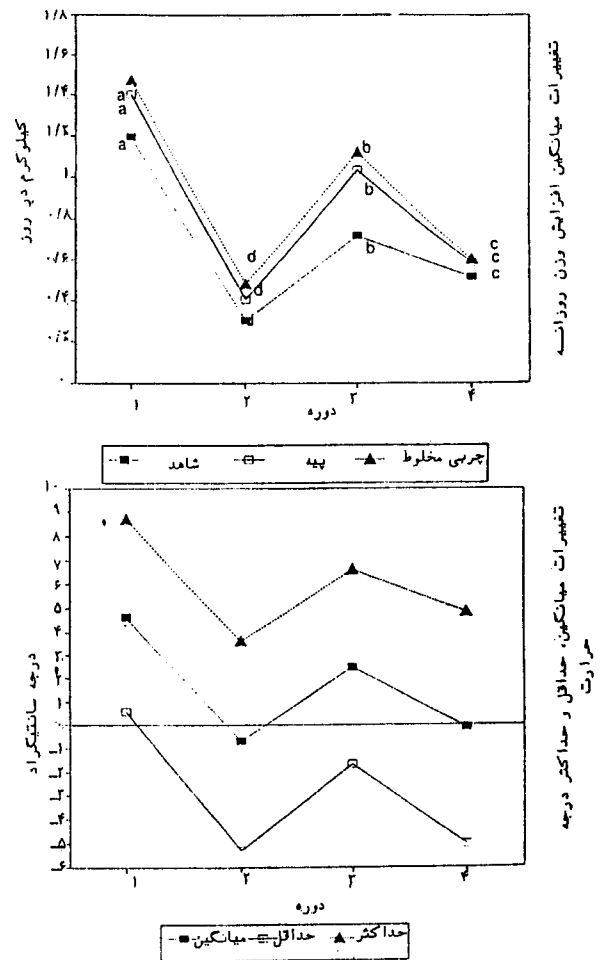 تغییرات میانگین افزایش وزن روزانه
کیلوگرم در روز
۱/۸
۱/۶
۱/۴
۱/۲
۱
۰/۸
۰/۶
۰/۴
۰/۲
۰
a
a
a
d
d
d
b
b
b
c
c
c
۱ ۲ ۳ ۴
دوره
شاهد پیه چربی مخلوط
تغییرات میانگین، حداقل و حداکثر درجه
حرارت
درجه سانتیگراد
۱۰
۹
۸
۷
۶
۵
۴
۳
۲
۱
۰
-۱
-۲
-۳
-۴
-۵
-۶
۱ ۲ ۳ ۴
دوره
میانگین حداقل حداکثر